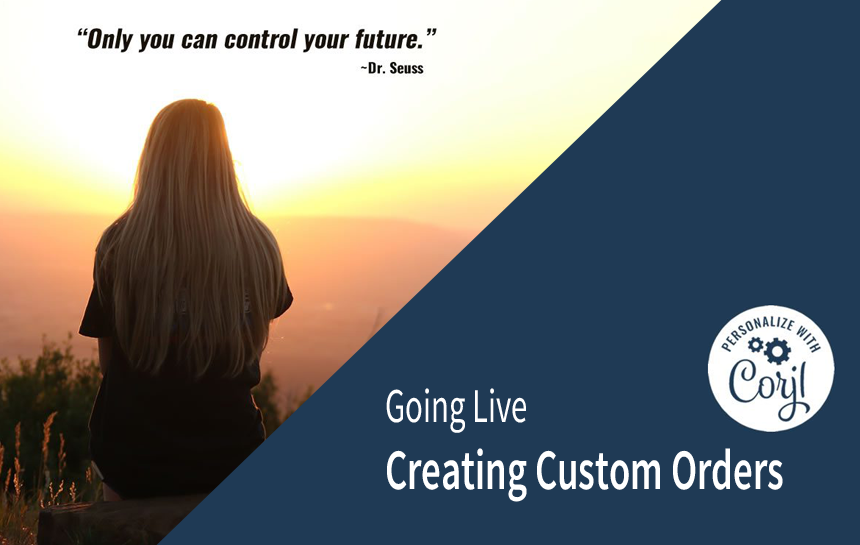 “Only you can control your future.”
~Dr. Seuss
PERSONALIZE WITH
Corjl
Going Live
Creating Custom Orders